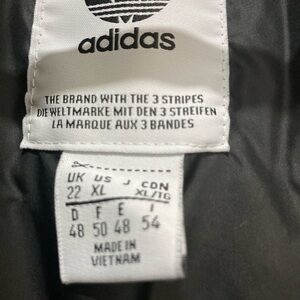 adidas
THE BRAND WITH THE 3 STRIPES
DIE WELTMARKE MIT DEN 3 STREIFEN
LA MARQUE AUX 3 BANDES
UK US J CDN
22 XL XL/TG
D F E I
48 50 48 54
MADE IN
VIETNAM